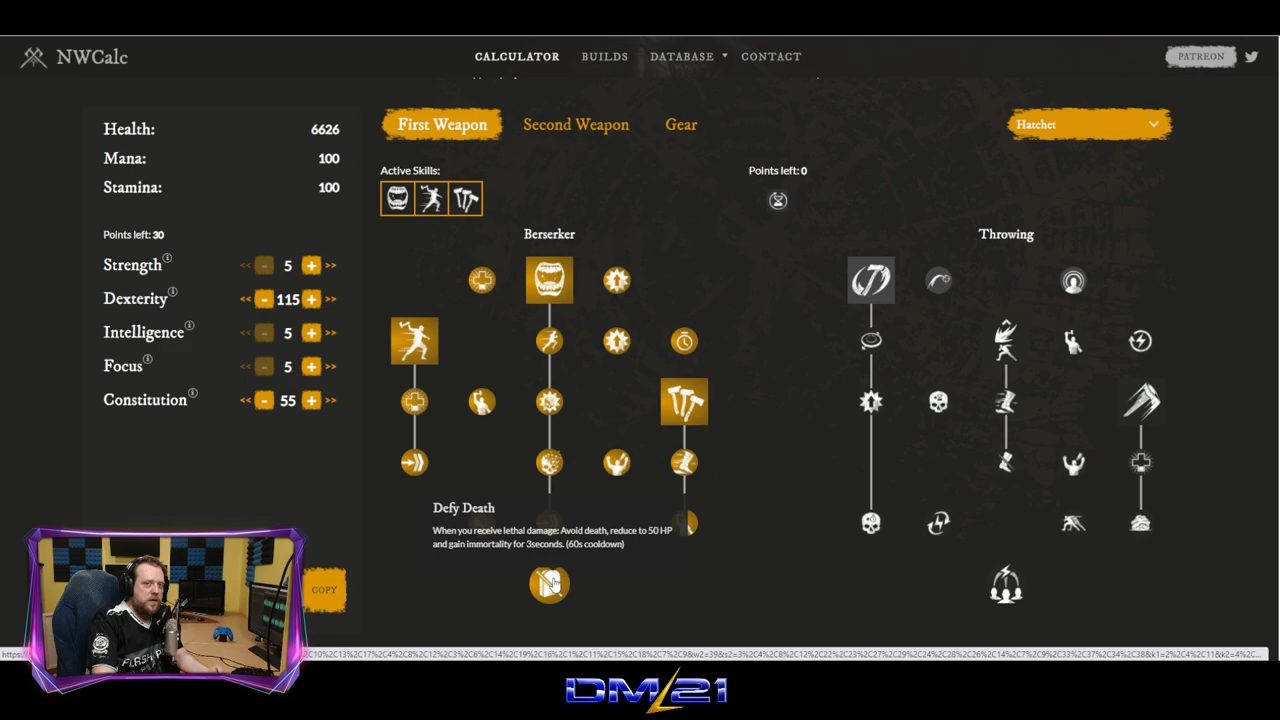 NWCalc
CALCULATOR BUILDS DATABASE CONTACT
PATREON
Health: 6626
Mana: 100
Stamina: 100
Points left: 30
Strength 5
Dexterity 115
Intelligence 5
Focus 5
Constitution 55
COPY
First Weapon Second Weapon Gear
Hatchet
Active Skills:
Points left: 0
Berserker
Throwing
Defy Death
When you receive lethal damage: Avoid death, reduce to 50 HP
and gain immortality for 3seconds. (60s cooldown)
DM21